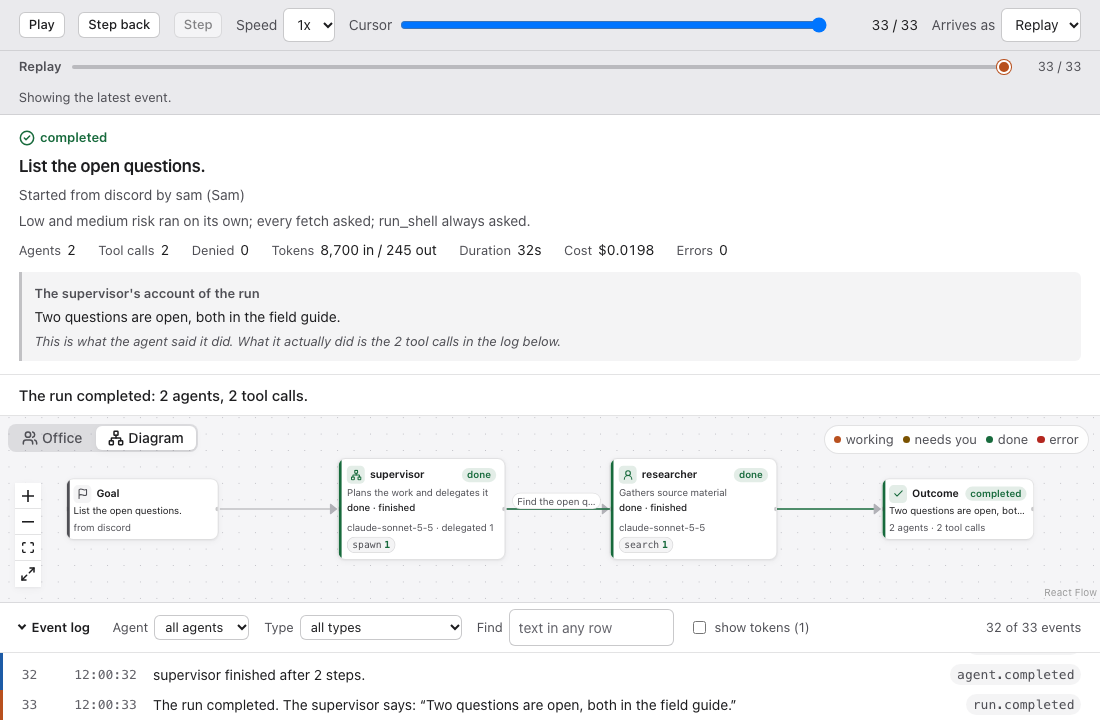 Play Step back Step Speed 1x Cursor 33 / 33 Arrives as Replay
Replay 33 / 33
Showing the latest event.
completed
List the open questions.
Started from discord by sam (Sam)
Low and medium risk ran on its own; every fetch asked; run_shell always asked.
Agents 2 Tool calls 2 Denied 0 Tokens 8,700 in / 245 out Duration 32s Cost $0.0198 Errors 0
The supervisor's account of the run
Two questions are open, both in the field guide.
This is what the agent said it did. What it actually did is the 2 tool calls in the log below.
The run completed: 2 agents, 2 tool calls.
Office Diagram
working needs you done error
Goal
List the open questions.
from discord
supervisor done
Plans the work and delegates it
done · finished
claude-sonnet-5-5 · delegated 1
spawn 1
Find the open q...
researcher done
Gathers source material
done · finished
claude-sonnet-5-5
search 1
Outcome completed
Two questions are open, bot...
2 agents · 2 tool calls
React Flow
Event log Agent all agents Type all types Find text in any row show tokens (1) 32 of 33 events
32 12:00:32 supervisor finished after 2 steps. agent.completed
33 12:00:33 The run completed. The supervisor says: “Two questions are open, both in the field guide.” run.completed